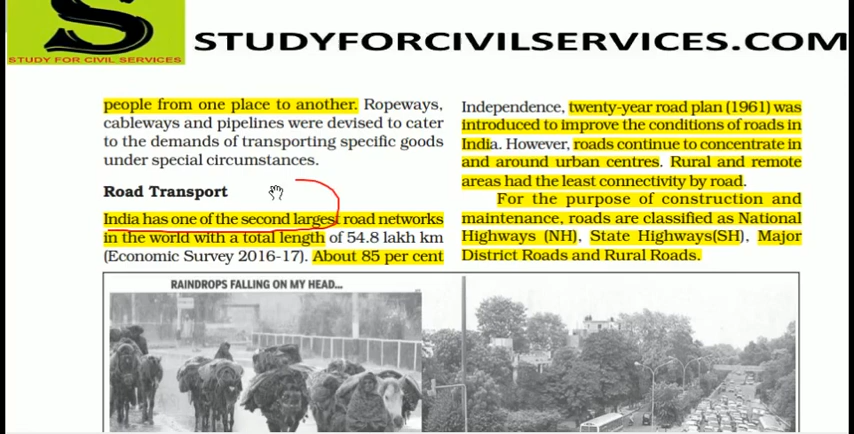 S
STUDY FOR CIVIL SERVICES
STUDYFORCIVILSERVICES.COM
people from one place to another. Ropeways,
cableways and pipelines were devised to cater
to the demands of transporting specific goods
under special circumstances.
Road Transport
India has one of the second largest road networks
in the world with a total length of 54.8 lakh km
(Economic Survey 2016-17). About 85 per cent
Independence, twenty-year road plan (1961) was
introduced to improve the conditions of roads in
India. However, roads continue to concentrate in
and around urban centres. Rural and remote
areas had the least connectivity by road.
For the purpose of construction and
maintenance, roads are classified as National
Highways (NH), State Highways(SH), Major
District Roads and Rural Roads.
RAINDROPS FALLING ON MY HEAD...